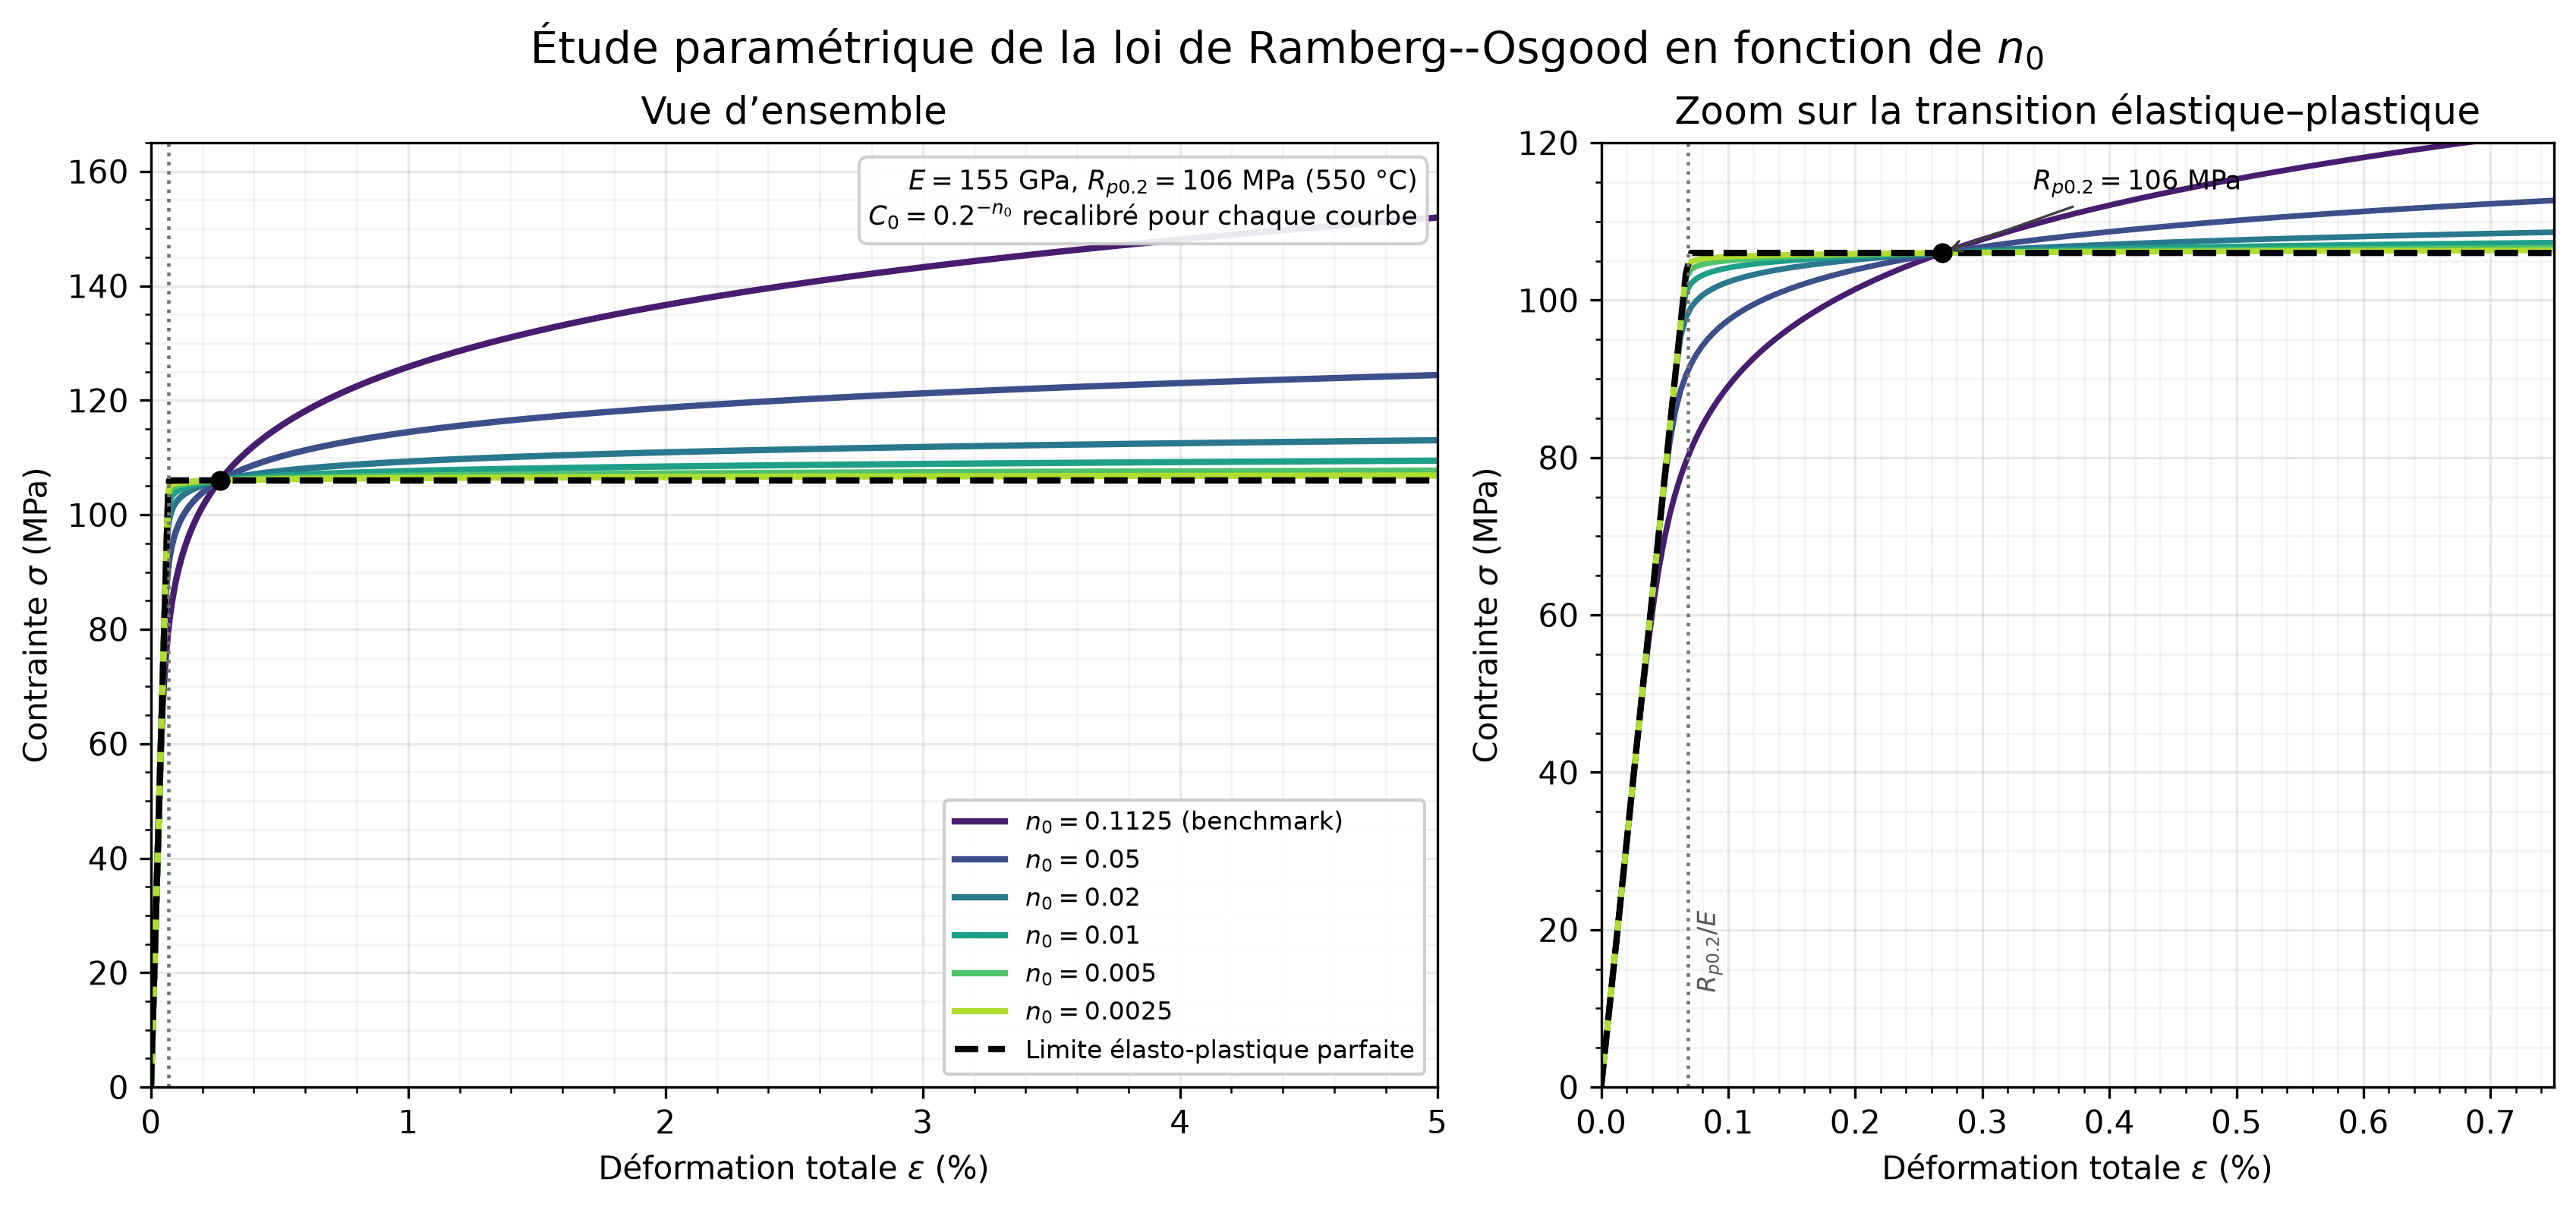 Étude paramétrique de la loi de Ramberg--Osgood en fonction de n₀
Vue d’ensemble
160
140
120
100
80
60
40
20
0
Contrainte σ (MPa)
E = 155 GPa, Rₚ₀.₂ = 106 MPa (550 °C)
C₀ = 0.2⁻ⁿ⁰ recalibré pour chaque courbe
n₀ = 0.1125 (benchmark)
n₀ = 0.05
n₀ = 0.02
n₀ = 0.01
n₀ = 0.005
n₀ = 0.0025
Limite élasto-plastique parfaite
0 1 2 3 4 5
Déformation totale ε (%)
Zoom sur la transition élastique–plastique
120
100
80
60
40
20
0
Contrainte σ (MPa)
Rₚ₀.₂ = 106 MPa
Rₚ₀.₂/E
0.0 0.1 0.2 0.3 0.4 0.5 0.6 0.7
Déformation totale ε (%)